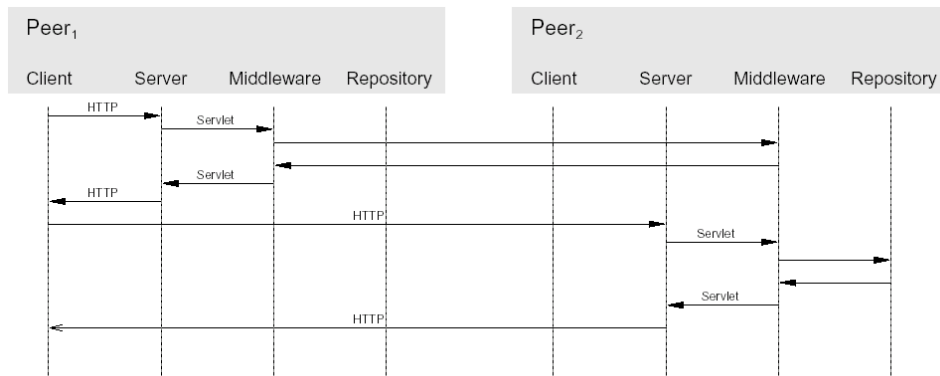 Peer₁ Peer₂
Client Server Middleware Repository Client Server Middleware Repository
HTTP
Servlet
Servlet
HTTP
HTTP
Servlet
Servlet
HTTP